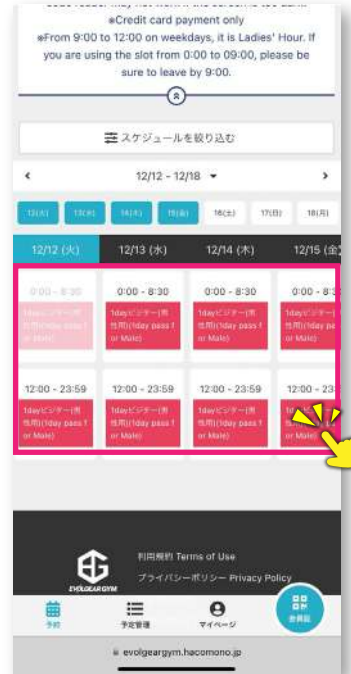 ※Credit card payment only
※From 9:00 to 12:00 on weekdays, it is Ladies' Hour. If
you are using the slot from 0:00 to 09:00, please be
sure to leave by 9:00.
スケジュールを絞り込む
12/12 - 12/18
12(火) 13(水) 14(木) 15(金) 16(土) 17(日) 18(月)
12/12 (火) 12/13 (水) 12/14 (木) 12/15 (金)
0:00 - 8:30 0:00 - 8:30 0:00 - 8:30 0:00 - 8:3
1dayビジター(男 1dayビジター(男 1dayビジター(男 1dayビジター(男
性用)(1day pass f 性用)(1day pass f 性用)(1day pass f 性用)(1day pass f
or Male) or Male) or Male) or Male)
12:00 - 23:59 12:00 - 23:59 12:00 - 23:59 12:00 - 23:
1dayビジター(男 1dayビジター(男 1dayビジター(男
性用)(1day pass f 性用)(1day pass f 性用)(1day pass f
or Male) or Male) or Male) or Male)
利用規約 Terms of Use
プライバシーポリシー Privacy Policy
EVOLGEAR GYM
予約 予定管理 マイページ 会員証
evolgeargym.hacomono.jp